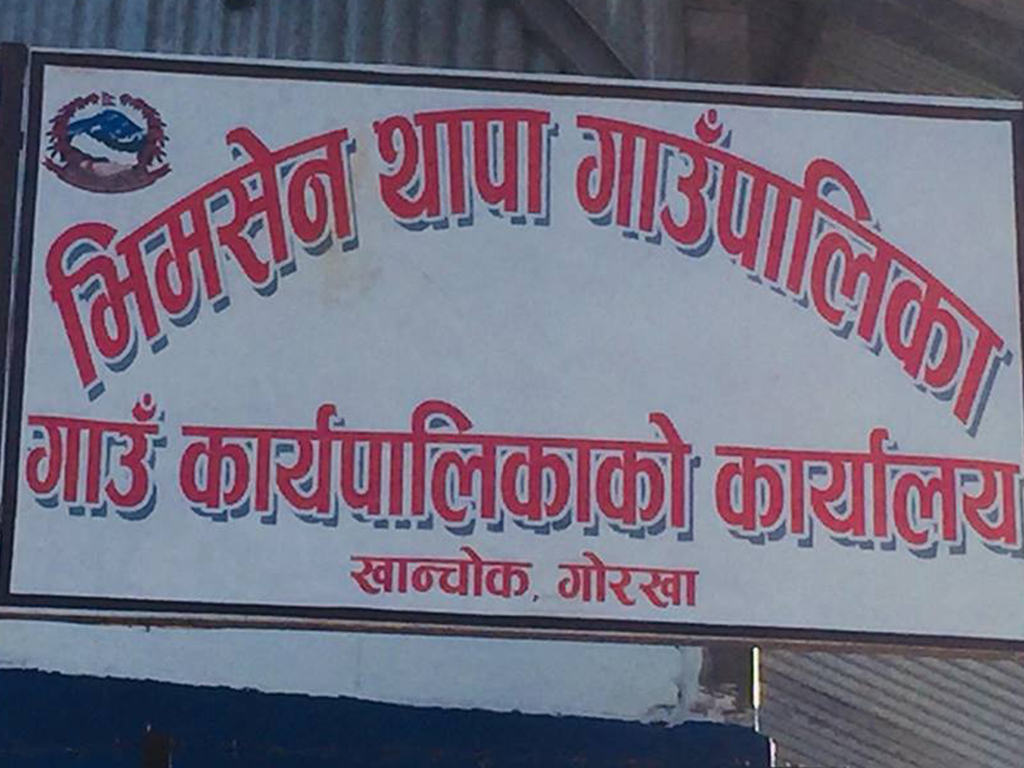 भिमसेन थापा गाउँपालिका
गाउँ कार्यपालिकाको कार्यालय
खान्चोक, गोरखा